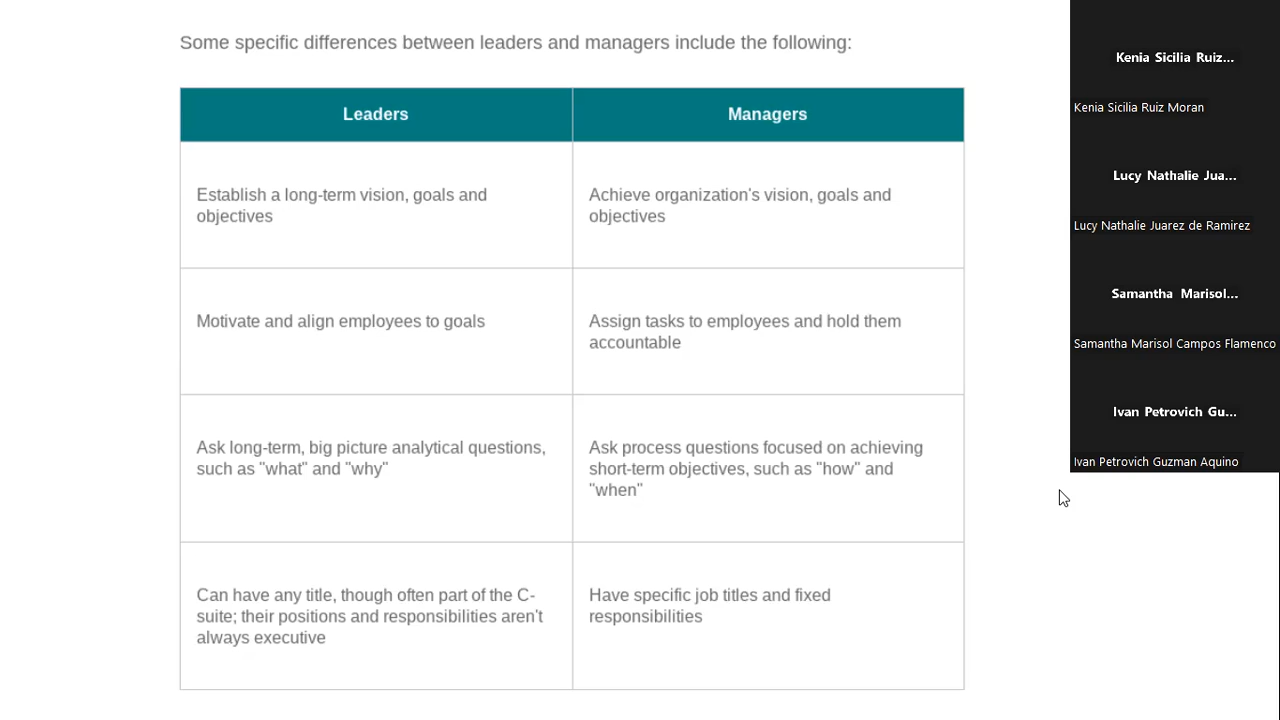 Some specific differences between leaders and managers include the following:
Leaders
Managers
Establish a long-term vision, goals and
objectives
Achieve organization's vision, goals and
objectives
Motivate and align employees to goals
Assign tasks to employees and hold them
accountable
Ask long-term, big picture analytical questions,
such as "what" and "why"
Ask process questions focused on achieving
short-term objectives, such as "how" and
"when"
Can have any title, though often part of the C-
suite; their positions and responsibilities aren't
always executive
Have specific job titles and fixed
responsibilities
Kenia Sicilia Ruiz...
Kenia Sicilia Ruiz Moran
Lucy Nathalie Jua...
Lucy Nathalie Juarez de Ramirez
Samantha Marisol...
Samantha Marisol Campos Flamenco
Ivan Petrovich Gu...
Ivan Petrovich Guzman Aquino